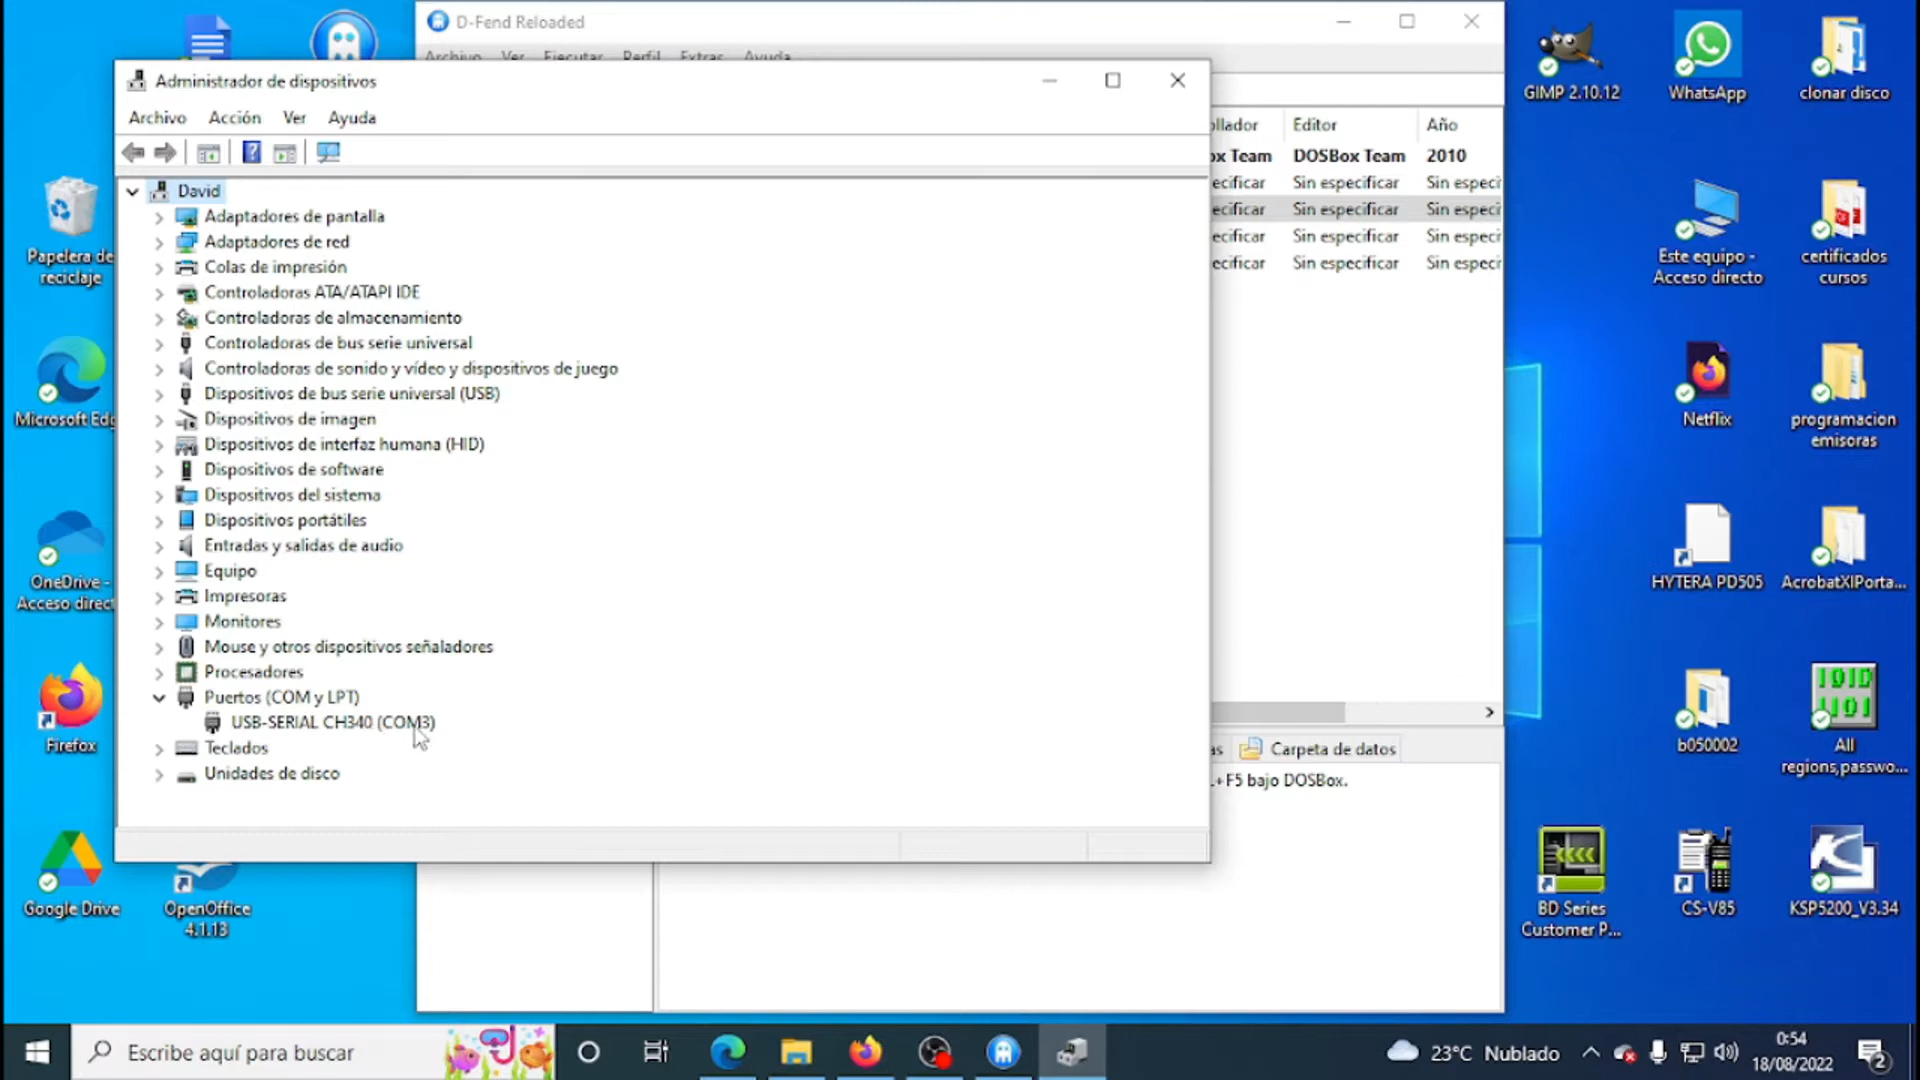 D-Fend Reloaded
Archivo Ver Ejecutar Perfil Extras Ayuda
Administrador de dispositivos
Archivo Acción Ver Ayuda
David
Adaptadores de pantalla
Adaptadores de red
Colas de impresión
Controladoras ATA/ATAPI IDE
Controladoras de almacenamiento
Controladoras de bus serie universal
Controladoras de sonido y vídeo y dispositivos de juego
Dispositivos de bus serie universal (USB)
Dispositivos de imagen
Dispositivos de interfaz humana (HID)
Dispositivos de software
Dispositivos del sistema
Dispositivos portátiles
Entradas y salidas de audio
Equipo
Impresoras
Monitores
Mouse y otros dispositivos señaladores
Procesadores
Puertos (COM y LPT)
USB-SERIAL CH340 (COM3)
Teclados
Unidades de disco
ollador Editor Año
ox Team DOSBox Team 2010
ecificar Sin especificar Sin especi
ecificar Sin especificar Sin especi
ecificar Sin especificar Sin especi
ecificar Sin especificar Sin especi
as Carpeta de datos
.+F5 bajo DOSBox.
Papelera de
reciclaje
Microsoft Edg
OneDrive -
Acceso direct
Firefox
Google Drive
OpenOffice
4.1.13
GIMP 2.10.12
WhatsApp
clonar disco
Este equipo -
Acceso directo
certificados
cursos
Netflix
programacion
emisoras
HYTERA PD505
AcrobatXIPorta...
b050002
All
regions,passwo...
BD Series
Customer P...
CS-V85
KSP5200_V3.34
Escribe aquí para buscar
23°C Nublado
0:54
18/08/2022
2